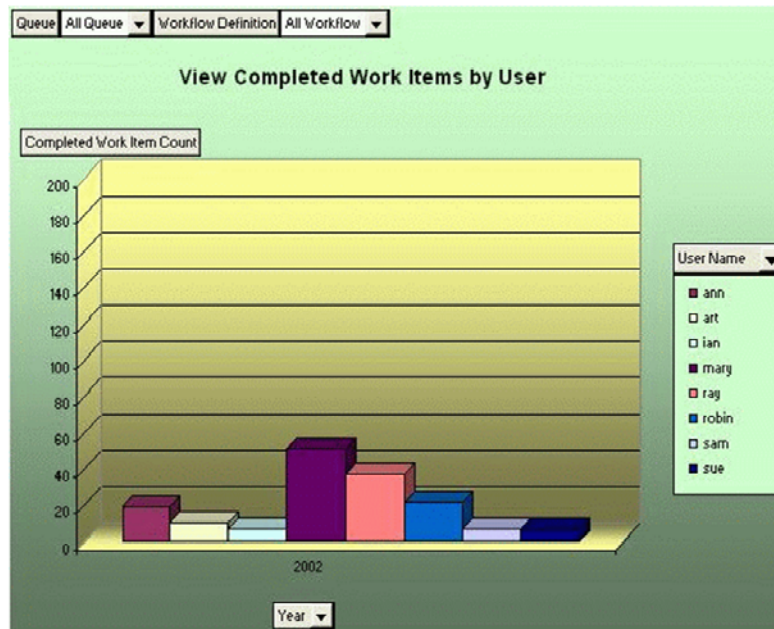 Queue All Queue Workflow Definition All Workflow
View Completed Work Items by User
Completed Work Item Count
200
180
160
140
120
100
80
60
40
20
0
2002
Year
User Name
ann
art
ian
mary
ray
robin
sam
sue